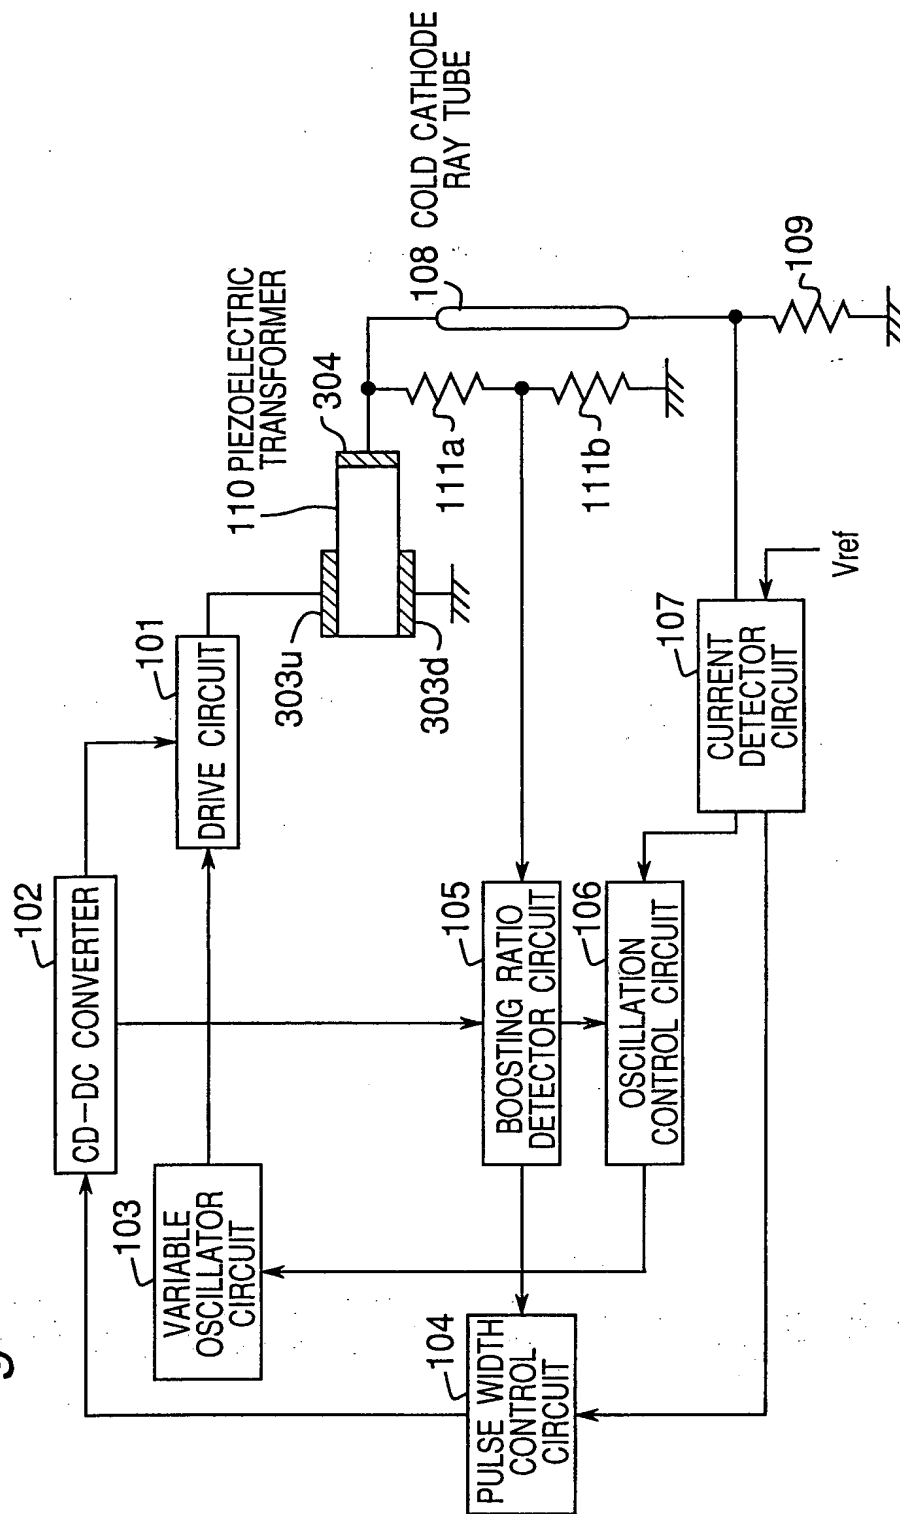 102
CD-DC CONVERTER
101
DRIVE CIRCUIT
103
VARIABLE
OSCILLATOR
CIRCUIT
110 PIEZOELECTRIC
TRANSFORMER
303u
303d
304
108 COLD CATHODE
RAY TUBE
111a
111b
109
104
PULSE WIDTH
CONTROL
CIRCUIT
105
BOOSTING RATIO
DETECTOR CIRCUIT
106
OSCILLATION
CONTROL CIRCUIT
107
CURRENT
DETECTOR
CIRCUIT
Vref